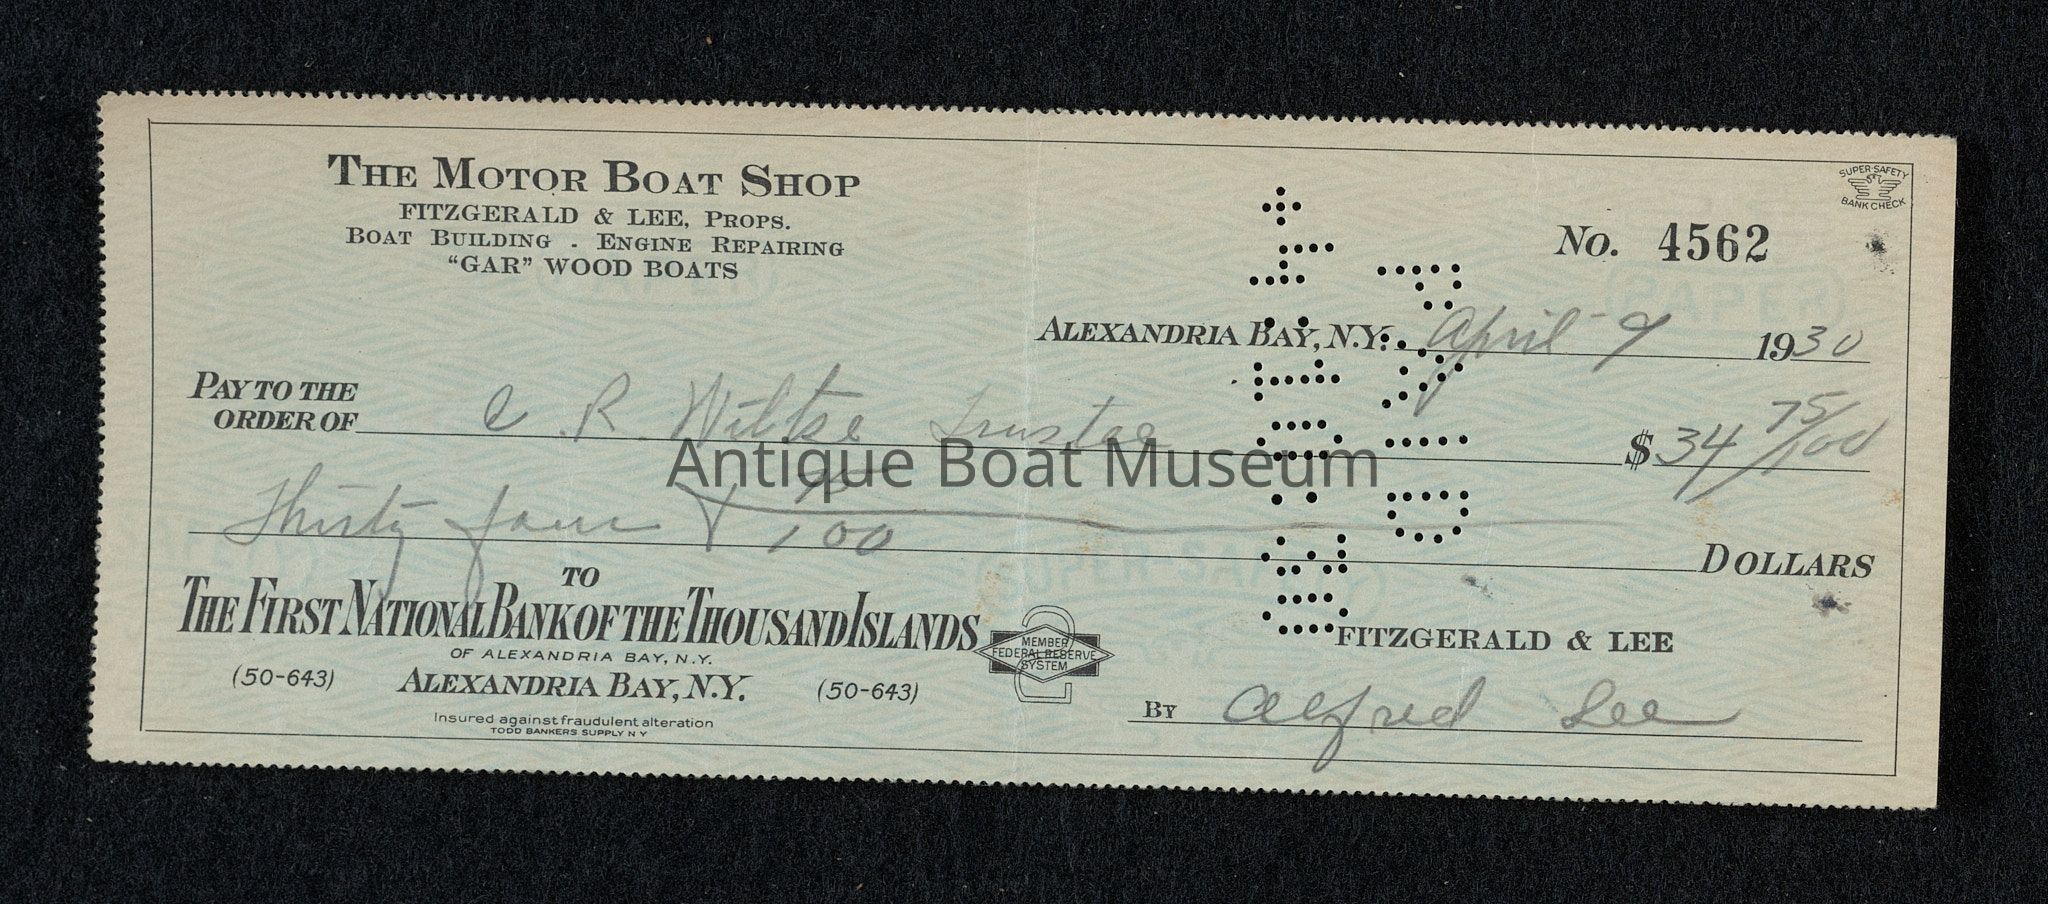 THE MOTOR BOAT SHOP
FITZGERALD & LEE, PROPS.
BOAT BUILDING - ENGINE REPAIRING
"GAR" WOOD BOATS
SUPER-SAFETY
BANK CHECK
No. 4562
ALEXANDRIA BAY, N.Y. April 9 1930
PAY TO THE
ORDER OF C R. Wiltse Trustee $34 75/100
Antique Boat Museum
Thirty four & 75/100 DOLLARS
TO
THE FIRST NATIONAL BANK OF THE THOUSAND ISLANDS
OF ALEXANDRIA BAY, N.Y.
(50-643) ALEXANDRIA BAY, N.Y. (50-643)
Insured against fraudulent alteration
TODD BANKERS SUPPLY N Y
MEMBER
FEDERAL RESERVE
SYSTEM
2
PAID
FITZGERALD & LEE
BY Alfred Lee